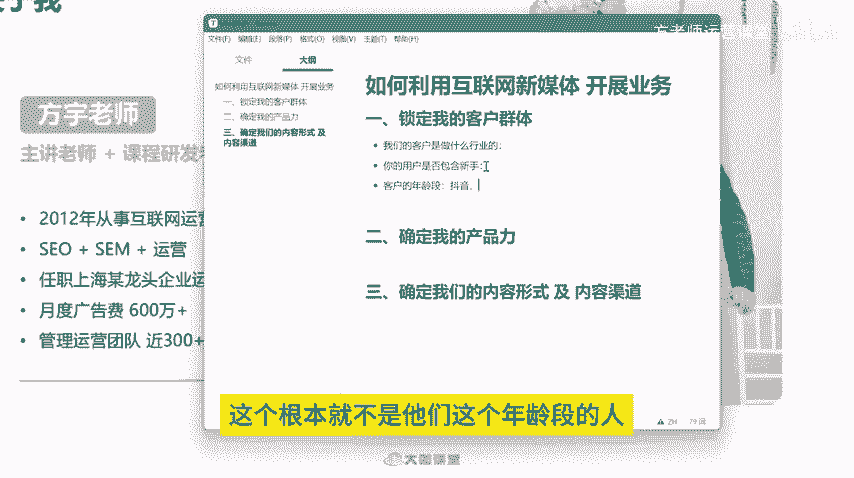 方宇老师
主讲老师 + 课程研发
2012年从事互联网运营
SEO + SEM + 运营
任职上海某龙头企业运
月度广告费 600万+
管理运营团队 近300+
文件(F) 编辑(E) 段落(P) 格式(O) 视图(V) 主题(T) 帮助(H)
文件 大纲
如何利用互联网新媒体 开展业务
一、锁定我的客户群体
二、确定我的产品力
三、确定我们的内容形式 及
内容渠道
如何利用互联网新媒体 开展业务
一、锁定我的客户群体
我们的客户是做什么行业的:
你的用户是否包含新手:
客户的年龄段: 抖音,
二、确定我的产品力
三、确定我们的内容形式 及 内容渠道
79 词
这个根本就不是他们这个年龄段的人